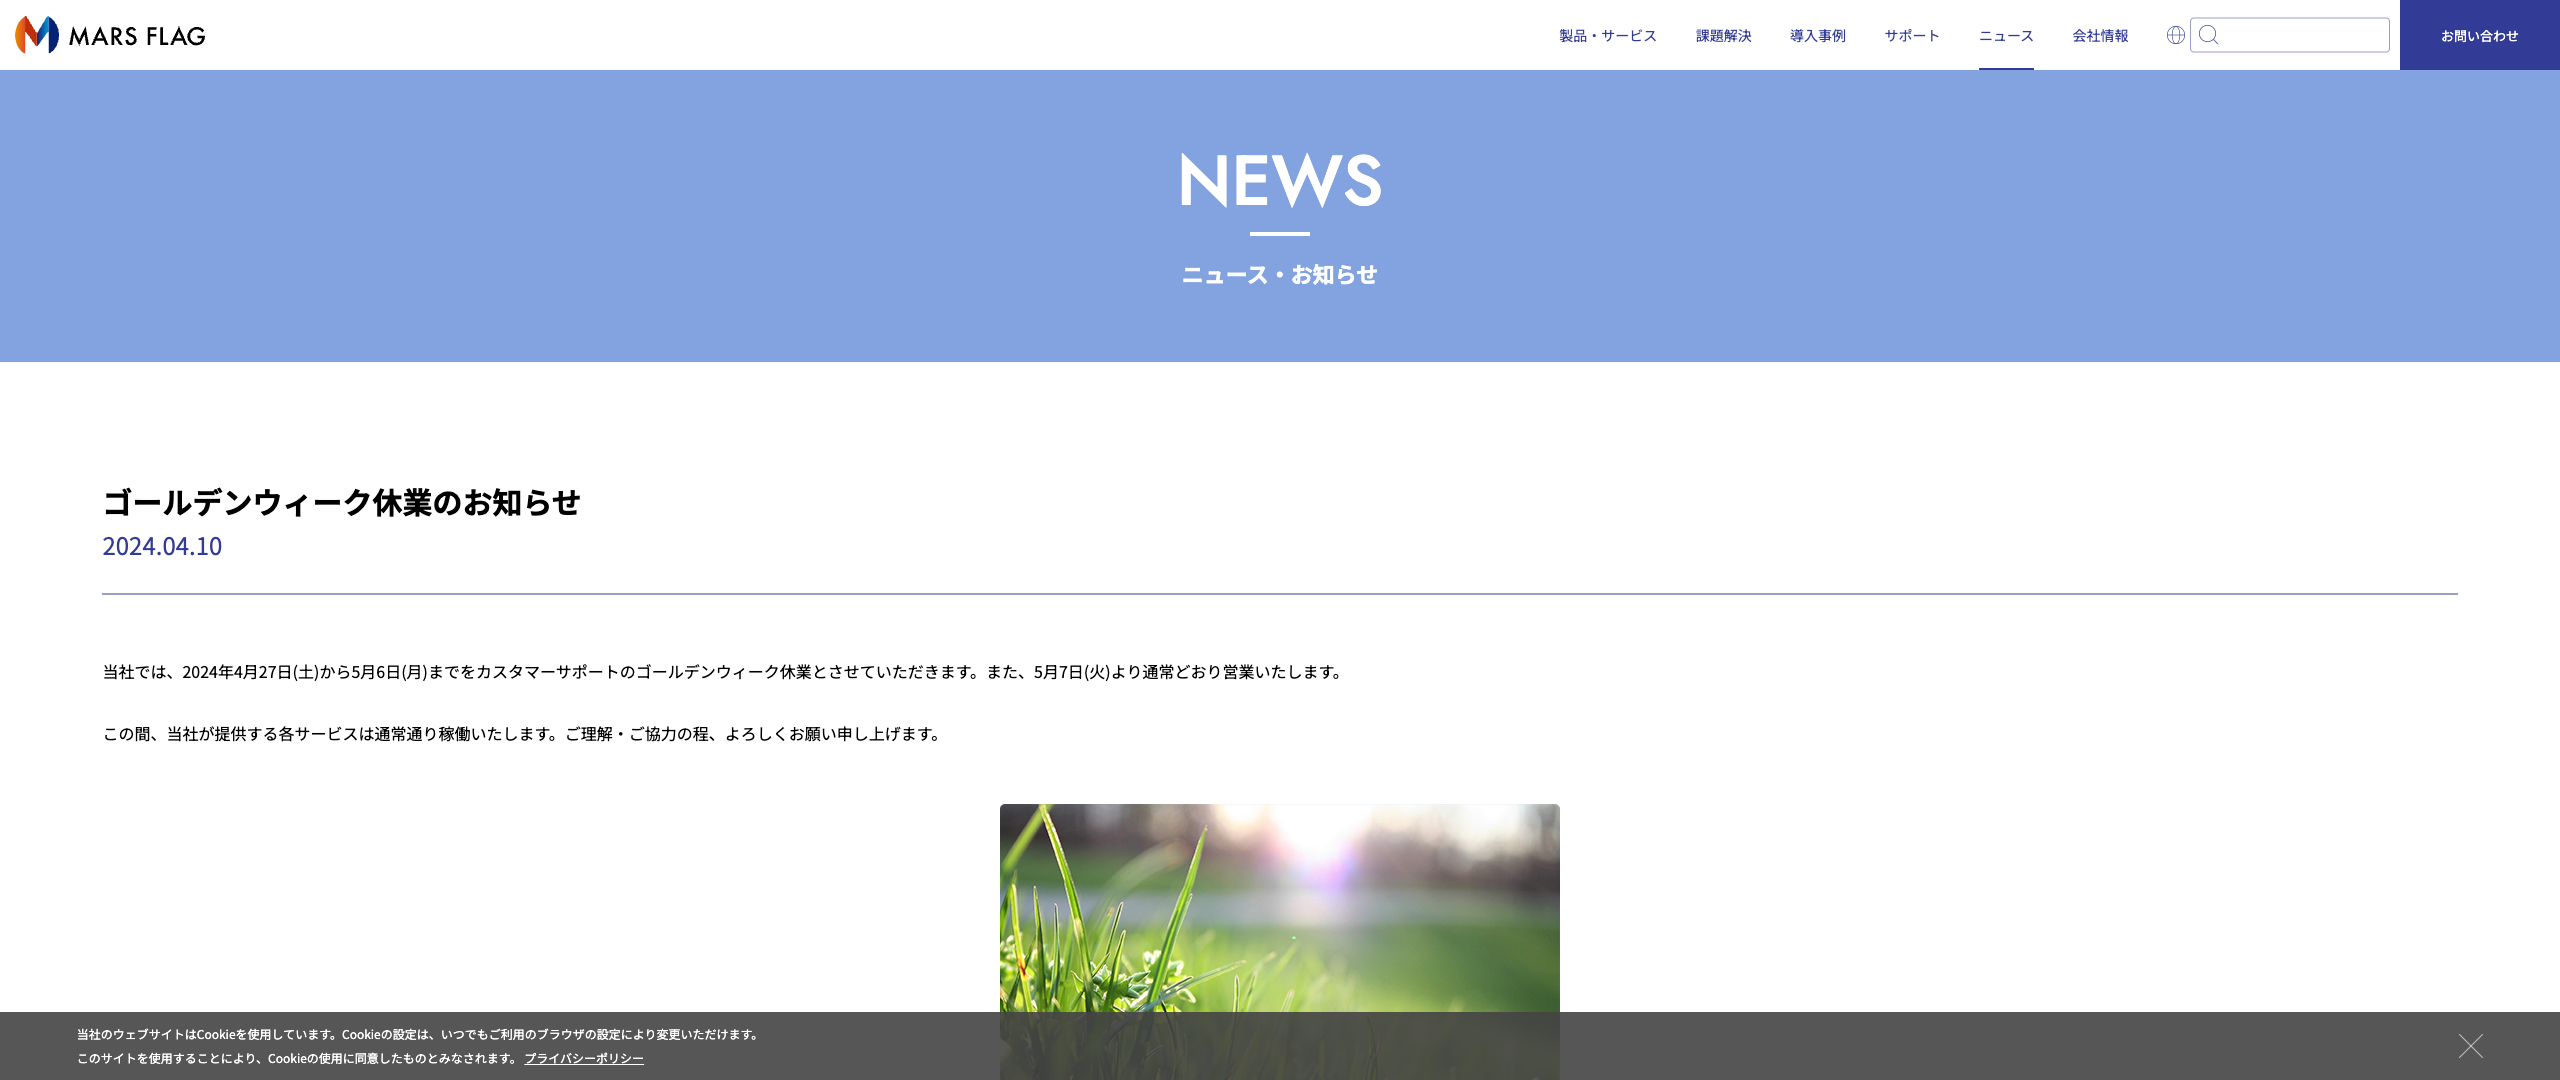 MARS FLAG
製品・サービス
課題解決
導入事例
サポート
ニュース
会社情報
お問い合わせ
NEWS
ニュース・お知らせ
ゴールデンウィーク休業のお知らせ
2024.04.10
当社では、2024年4月27日(土)から5月6日(月)までをカスタマーサポートのゴールデンウィーク休業とさせていただきます。また、5月7日(火)より通常どおり営業いたします。
この間、当社が提供する各サービスは通常通り稼働いたします。ご理解・ご協力の程、よろしくお願い申し上げます。
当社のウェブサイトはCookieを使用しています。Cookieの設定は、いつでもご利用のブラウザの設定により変更いただけます。
このサイトを使用することにより、Cookieの使用に同意したものとみなされます。 プライバシーポリシー